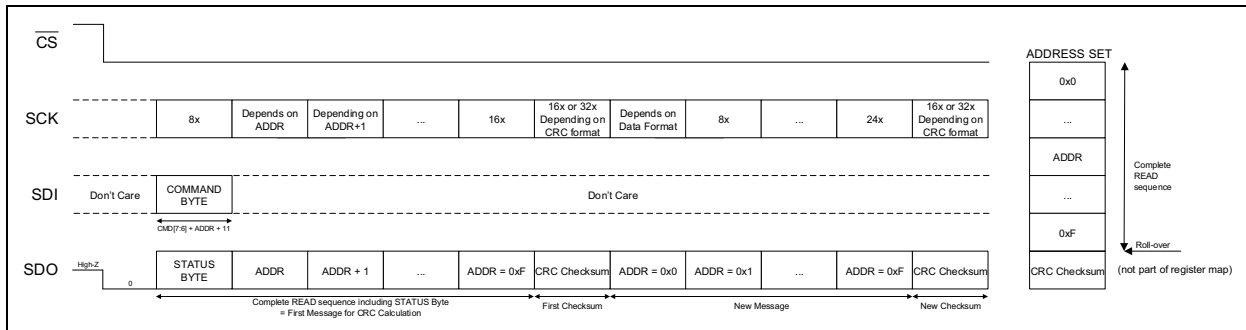 CS
ADDRESS SET
0x0
SCK
8x
Depends on
ADDR
Depending on
ADDR+1
...
16x
16x or 32x
Depending on
CRC format
Depends on
Data Format
8x
...
24x
16x or 32x
Depending on
CRC format
...
ADDR
Complete
READ
sequence
SDI
Don't Care
COMMAND
BYTE
Don't Care
...
CMD[7:6] + ADDR + 11
0xF
SDO
High-Z
0
STATUS
BYTE
ADDR
ADDR + 1
...
ADDR = 0xF
CRC Checksum
ADDR = 0x0
ADDR = 0x1
...
ADDR = 0xF
CRC Checksum
Roll-over
CRC Checksum
(not part of register map)
Complete READ sequence including STATUS Byte
= First Message for CRC Calculation
First Checksum
New Message
New Checksum